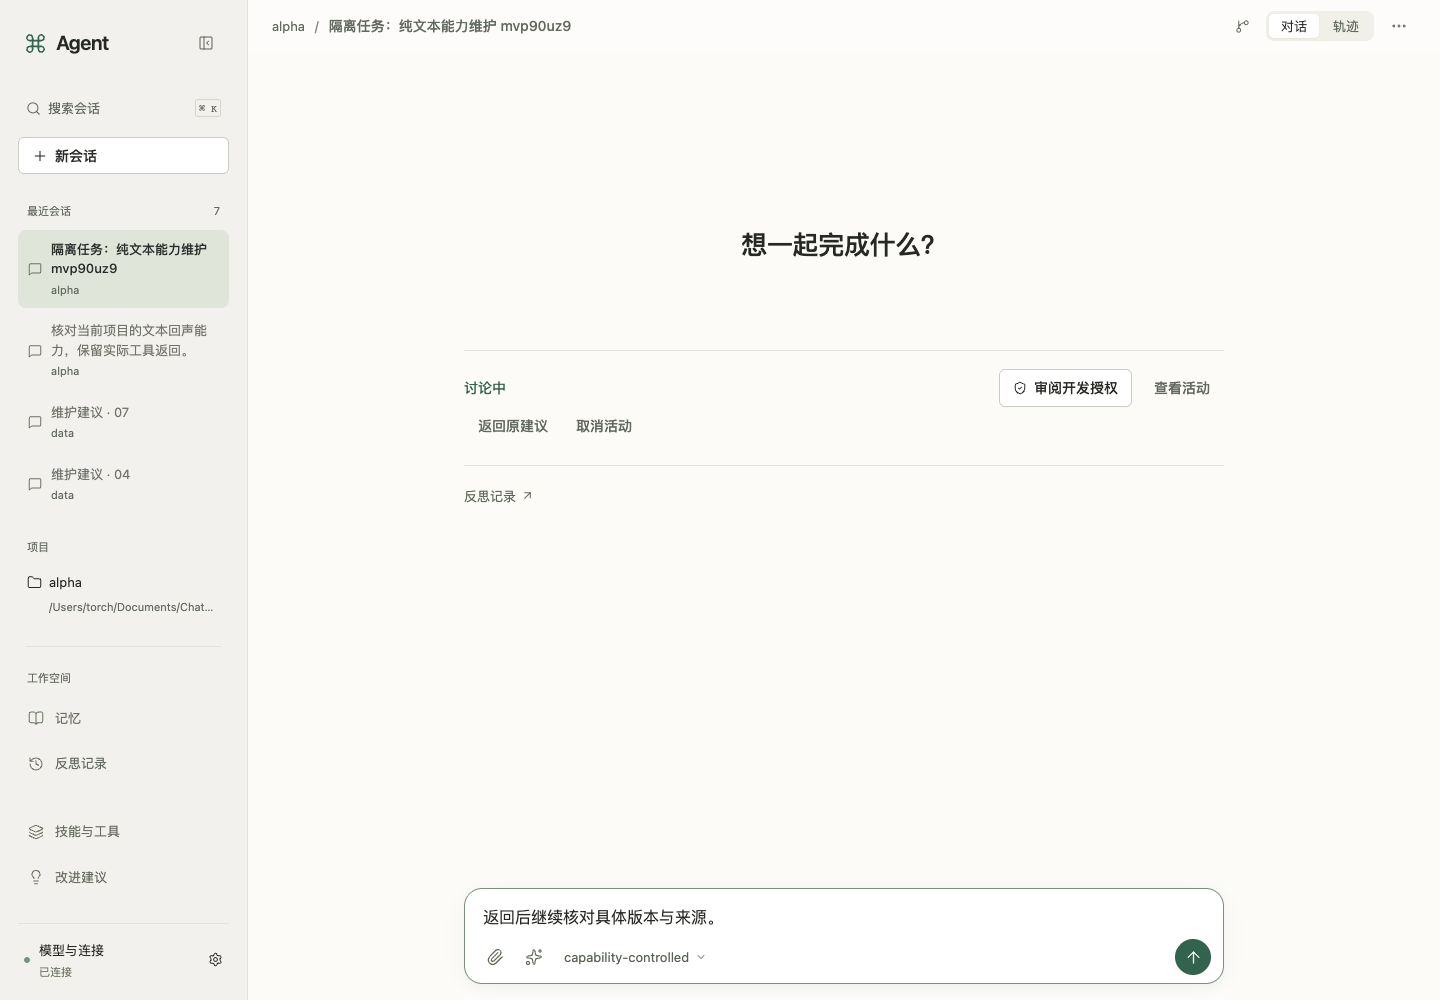 Agent
搜索会话
⌘ K
新会话
最近会话 7
隔离任务：纯文本能力维护
mvp90uz9
alpha
核对当前项目的文本回声能
力，保留实际工具返回。
alpha
维护建议 · 07
data
维护建议 · 04
data
项目
alpha
/Users/torch/Documents/Chat...
工作空间
记忆
反思记录
技能与工具
改进建议
模型与连接
已连接
alpha / 隔离任务：纯文本能力维护 mvp90uz9
对话 轨迹
想一起完成什么？
讨论中
审阅开发授权 查看活动
返回原建议 取消活动
反思记录
返回后继续核对具体版本与来源。
capability-controlled